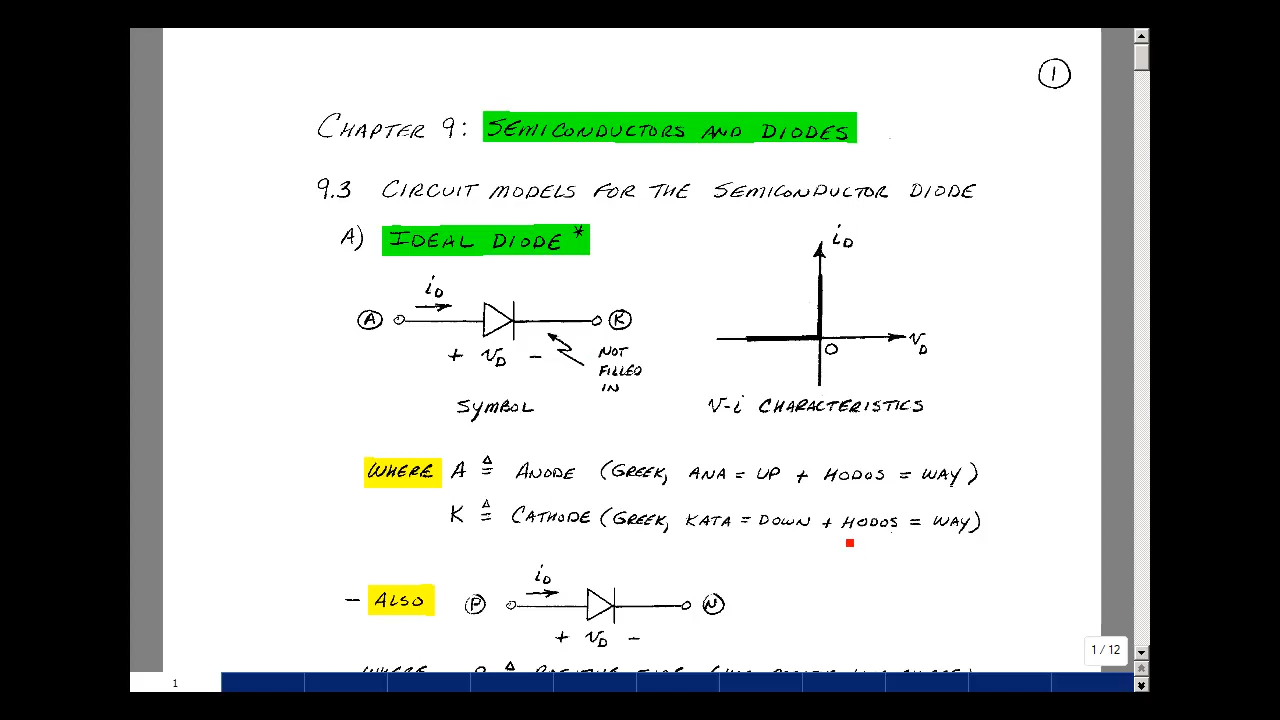 1
CHAPTER 9: SEMICONDUCTORS AND DIODES
9.3 CIRCUIT MODELS FOR THE SEMICONDUCTOR DIODE
A) IDEAL DIODE *
iD
A
K
+ VD -
NOT
FILLED
IN
SYMBOL
iD
O
VD
V-i CHARACTERISTICS
WHERE A ≜ ANODE (GREEK, ANA = UP + HODOS = WAY)
K ≜ CATHODE (GREEK, KATA = DOWN + HODOS = WAY)
- ALSO
P
iD
N
+ VD -
1 / 12
1